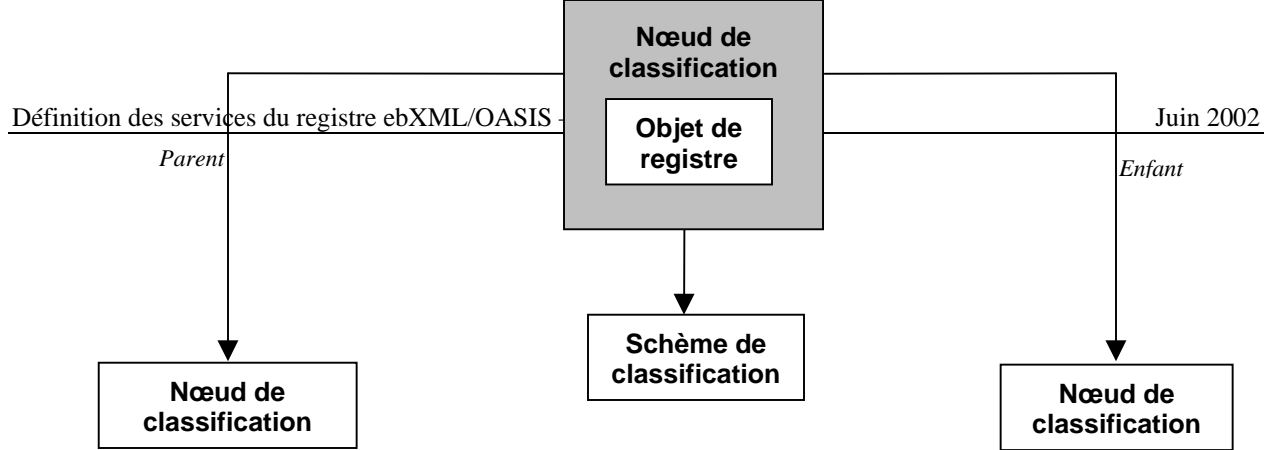 Nœud de
classification
Définition des services du registre ebXML/OASIS -
Juin 2002
Objet de
registre
Parent
Enfant
Schème de
classification
Nœud de
classification
Nœud de
classification